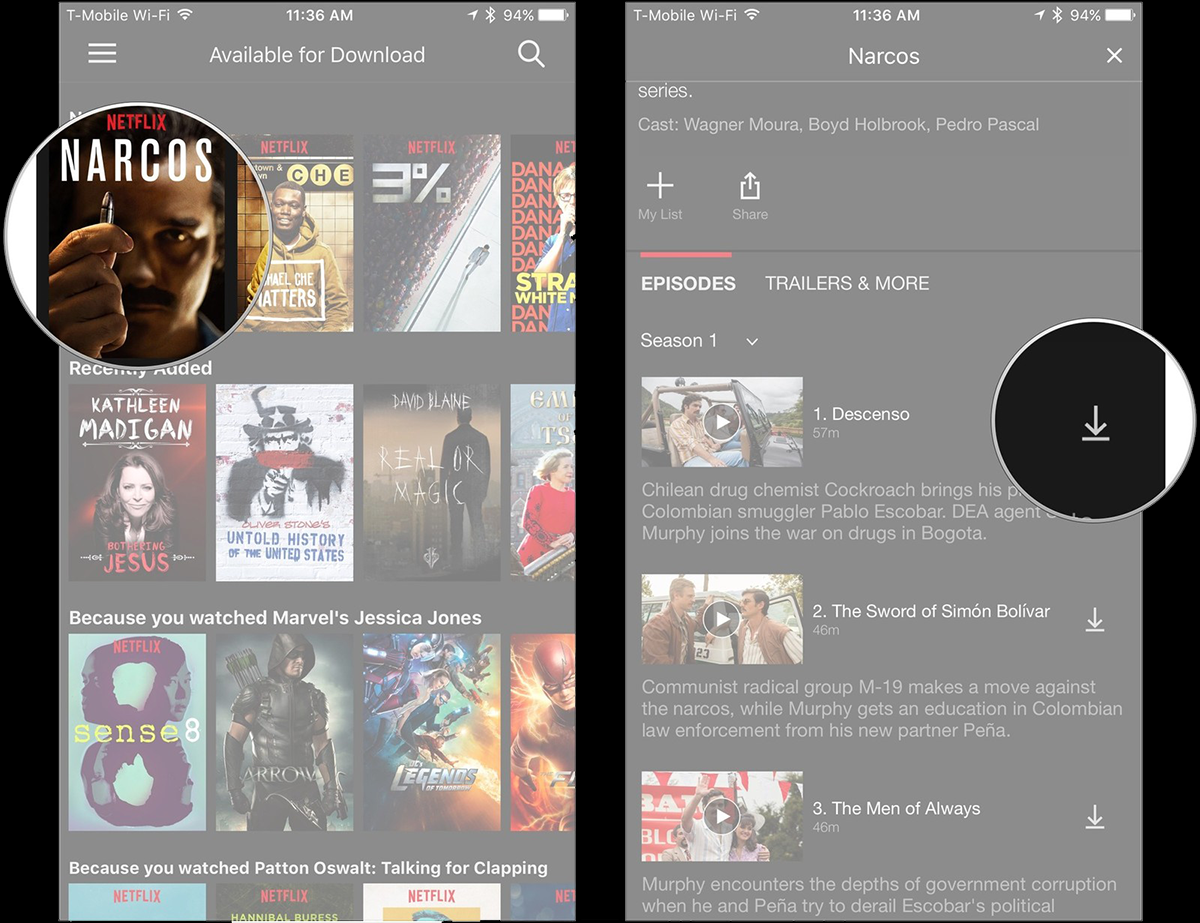 T-Mobile Wi-Fi 11:36 AM 94%
Available for Download
NETFLIX
NARCOS
NETFLIX
town &
CHE
MATTERS
NETFLIX
3%
NET
DANA
DANA
DANA
DANA
DANA
DANA
STRA
WHITE M
DANA
DANA
Recently Added
KATHLEEN
MADIGAN
BOTHERING
JESUS
OLIVER STONE'S
UNTOLD HISTORY
OF THE UNITED STATES
DAVID BLAINE
REAL OR
MAGIC
OF
Because you watched Marvel's Jessica Jones
NETFLIX
sense8
ARROW
DC
LEGENDS
OF TOMORROW
Because you watched Patton Oswalt: Talking for Clapping
NETFLIX
NETFLIX
HANNIBAL BURESS
NETFLIX
NET
T-Mobile Wi-Fi 11:36 AM 94%
Narcos
series.
Cast: Wagner Moura, Boyd Holbrook, Pedro Pascal
My List Share
EPISODES TRAILERS & MORE
Season 1
1. Descenso
57m
Chilean drug chemist Cockroach brings his p
Colombian smuggler Pablo Escobar. DEA agent
Murphy joins the war on drugs in Bogota.
2. The Sword of Simón Bolívar
46m
Communist radical group M-19 makes a move against
the narcos, while Murphy gets an education in Colombian
law enforcement from his new partner Peña.
3. The Men of Always
46m
Murphy encounters the depths of government corruption
when he and Peña try to derail Escobar's political